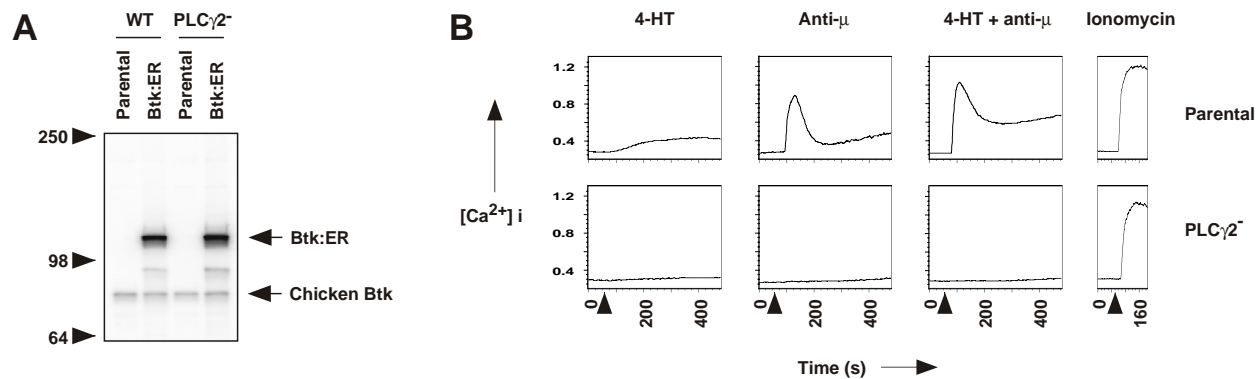 A
WT PLCγ2-
Parental
Btk:ER
Parental
Btk:ER
250
98
64
Btk:ER
Chicken Btk
B
4-HT Anti-μ 4-HT + anti-μ Ionomycin
1.2
0.8
0.4
Parental
[Ca2+] i
1.2
0.8
0.4
PLCγ2-
0 200 400 0 200 400 0 200 400 0 160
Time (s)